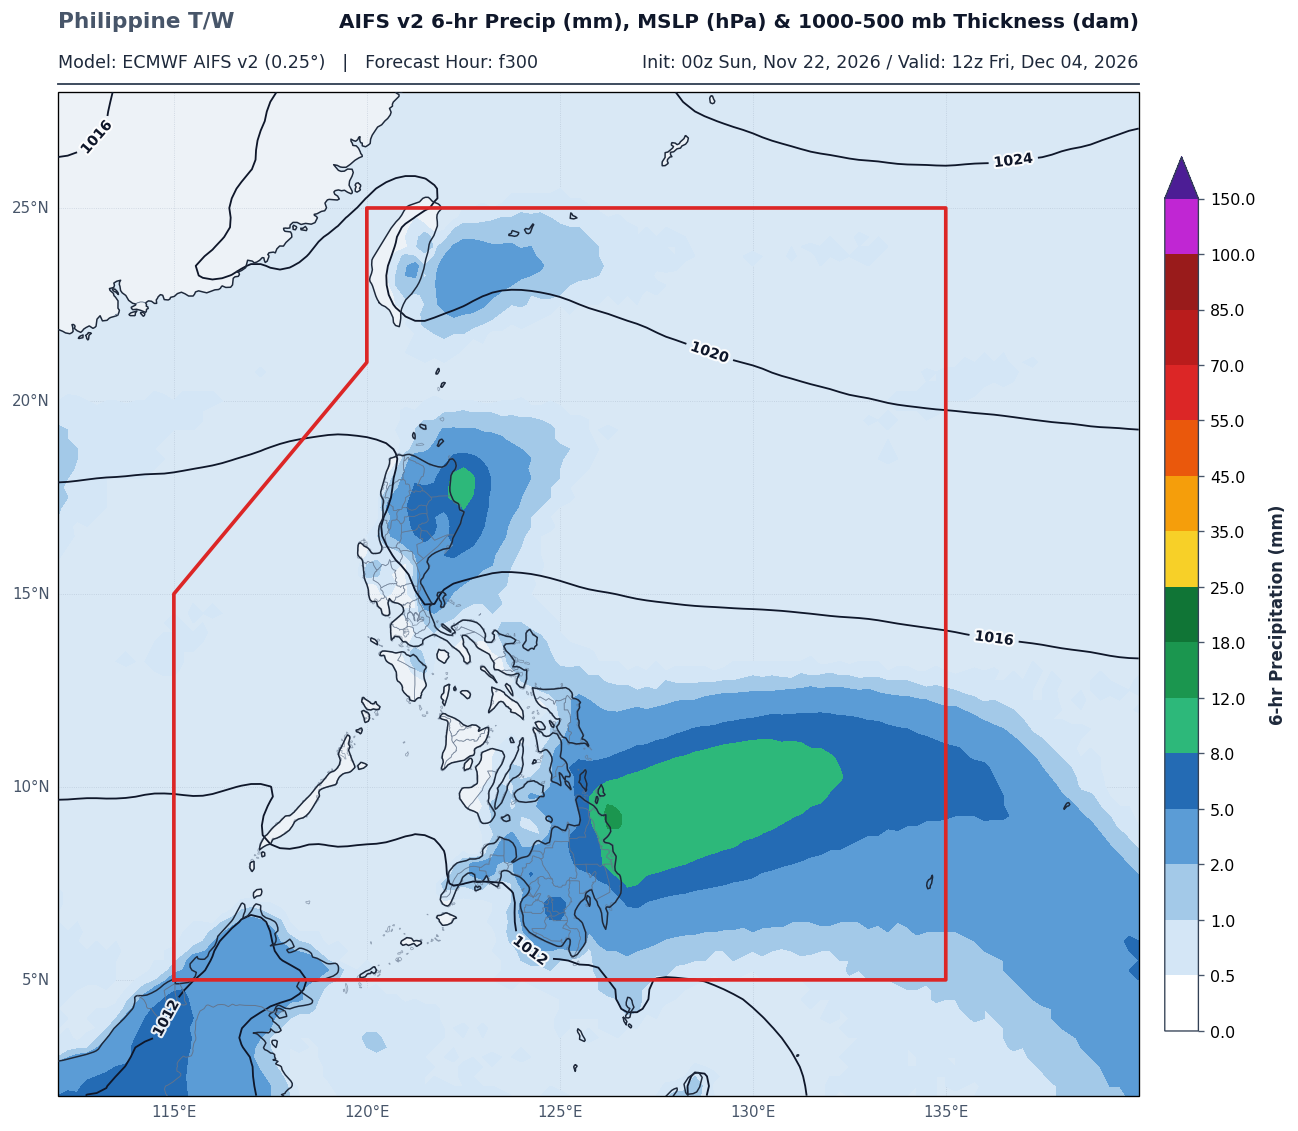 Philippine T/W
AIFS v2 6-hr Precip (mm), MSLP (hPa) & 1000-500 mb Thickness (dam)
Model: ECMWF AIFS v2 (0.25°) | Forecast Hour: f300
Init: 00z Sun, Nov 22, 2026 / Valid: 12z Fri, Dec 04, 2026
1016
1024
1020
1016
1012
1012
25°N
20°N
15°N
10°N
5°N
115°E
120°E
125°E
130°E
135°E
150.0
100.0
85.0
70.0
55.0
45.0
35.0
25.0
18.0
12.0
8.0
5.0
2.0
1.0
0.5
0.0
6-hr Precipitation (mm)